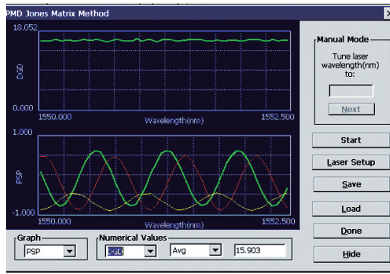 PMD Jones Matrix Method
18.052
DGD
0.000
1550.000
Wavelength(nm)
1552.500
1.000
PSP
-1.000
1550.000
Wavelength(nm)
1552.500
Graph
PSP
Numerical Values
DGD
Avg
15.903
Manual Mode
Tune laser
wavelength(nm)
to:
Next
Start
Laser Setup
Save
Load
Done
Hide